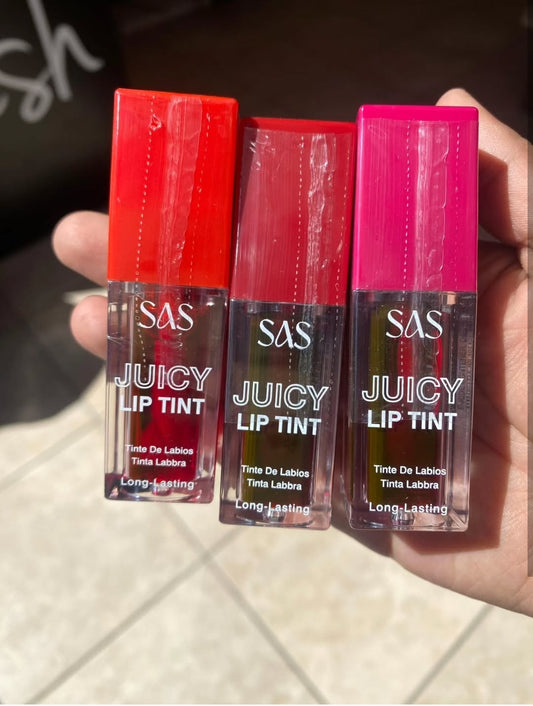 SAS
JUICY
LIP TINT
Tinte De Labios
Tinta Labbra
Long-Lasting
SAS
JUICY
LIP TINT
Tinte De Labios
Tinta Labbra
Long-Lasting
SAS
JUICY
LIP TINT
Tinte De Labios
Tinta Labbra
Long-Lasting